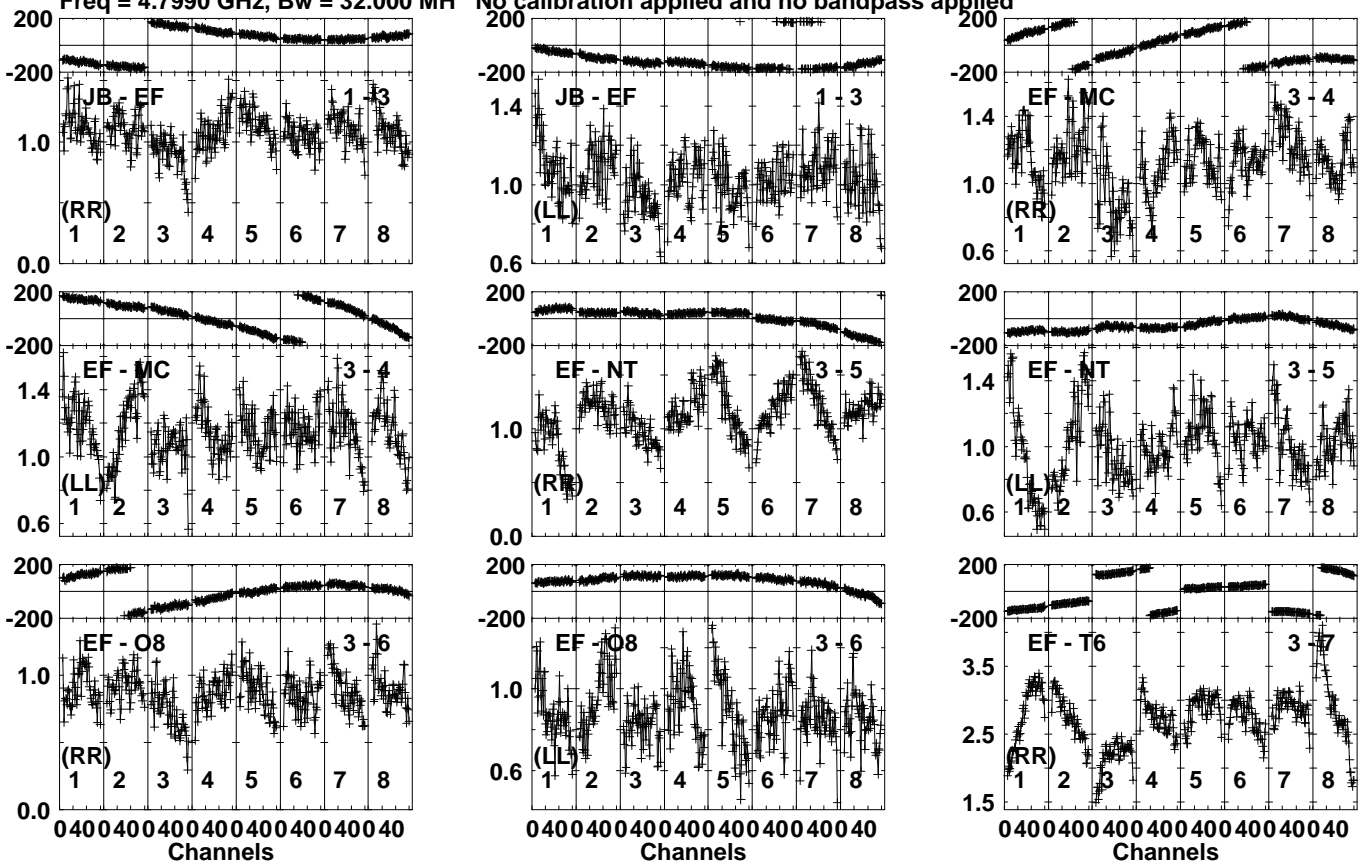 Freq = 4.7990 GHz, Bw = 32.000 MH No calibration applied and no bandpass applied
200
-200
JB - EF 1 - 3
1.0
(RR)
1 2 3 4 5 6 7 8
0.0
200
-200
JB - EF 1 - 3
1.4
1.0
(LL)
1 2 3 4 5 6 7 8
0.6
200
-200
EF - MC 3 - 4
1.4
1.0
(RR)
1 2 3 4 5 6 7 8
0.6
200
-200
EF - MC 3 - 4
1.4
1.0
(LL)
1 2 3 4 5 6 7 8
0.6
200
-200
EF - NT 3 - 5
1.0
(RR)
1 2 3 4 5 6 7 8
0.0
200
-200
EF - NT 3 - 5
1.4
1.0
(LL)
1 2 3 4 5 6 7 8
0.6
200
-200
EF - O8 3 - 6
1.0
(RR)
1 2 3 4 5 6 7 8
0.0
0 40 0 40 0 40 0 40 0 40 0 40 0 40 0 40
Channels
200
-200
EF - O8 3 - 6
1.0
(LL)
0.6
1 2 3 4 5 6 7 8
0 40 0 40 0 40 0 40 0 40 0 40 0 40 0 40
Channels
200
-200
EF - T6 3 - 7
3.5
2.5
(RR)
1 2 3 4 5 6 7 8
1.5
0 40 0 40 0 40 0 40 0 40 0 40 0 40 0 40
Channels